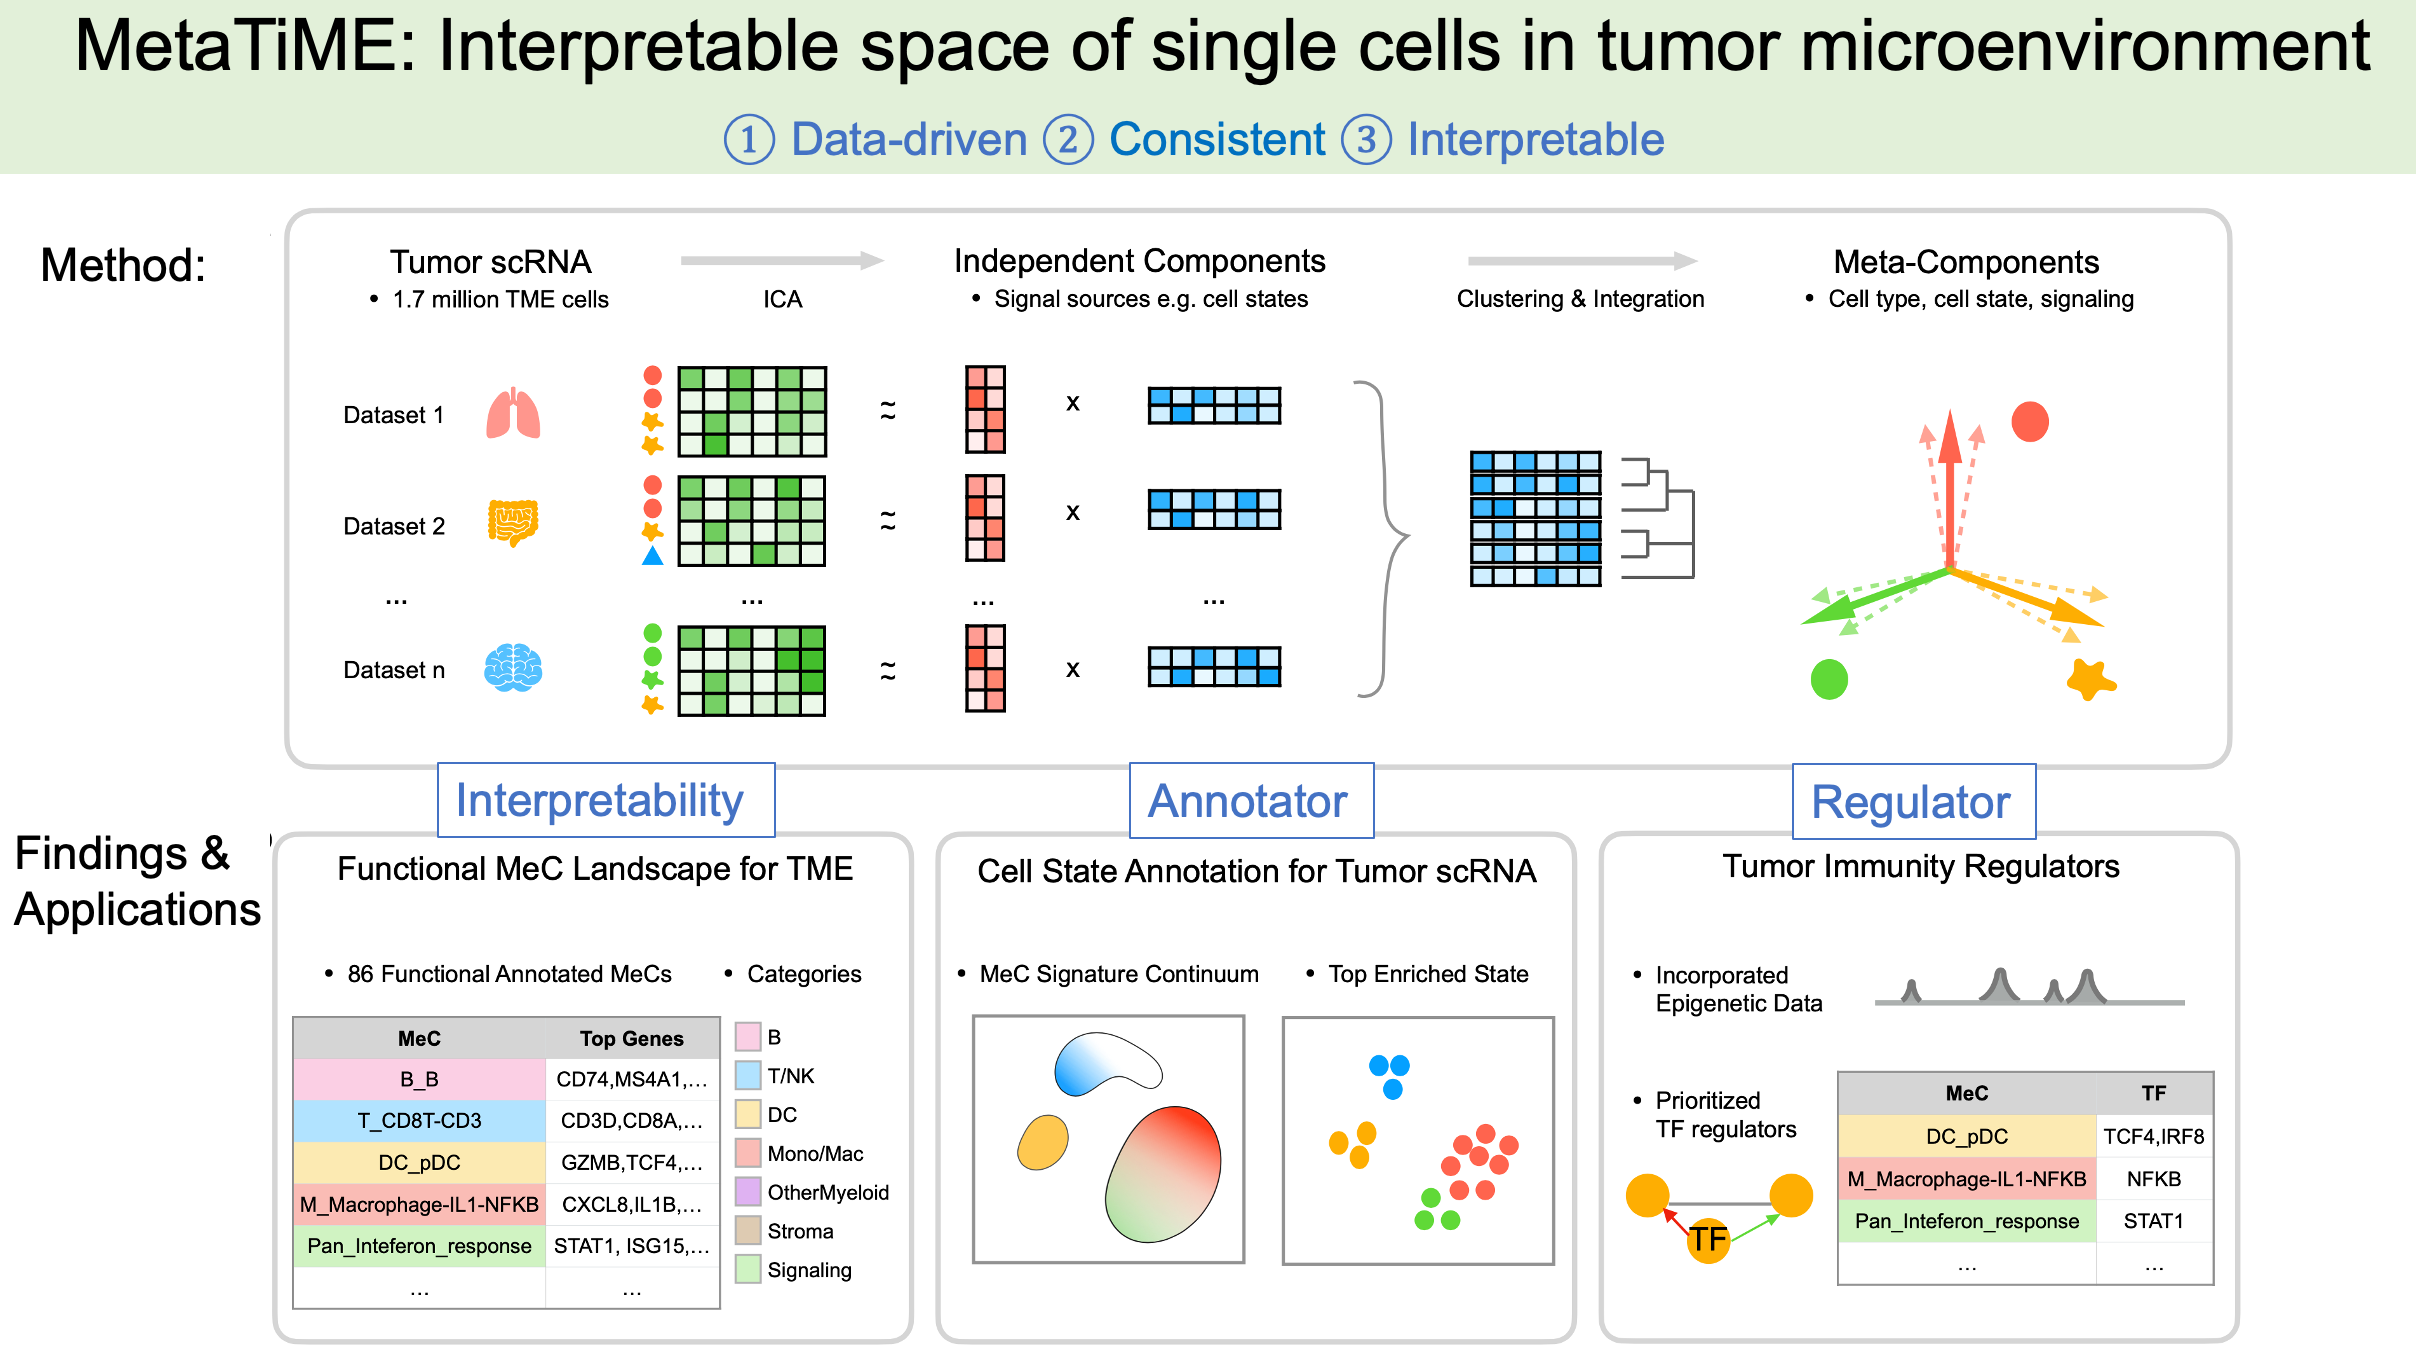 MetaTiME: Interpretable space of single cells in tumor microenvironment
① Data-driven ② Consistent ③ Interpretable
Method:
Tumor scRNA
• 1.7 million TME cells
ICA
Independent Components
• Signal sources e.g. cell states
Clustering & Integration
Meta-Components
• Cell type, cell state, signaling
Dataset 1
≈
x
Dataset 2
≈
x
...
...
...
...
Dataset n
≈
x
Findings &
Applications
Interpretability
Functional MeC Landscape for TME
• 86 Functional Annotated MeCs
• Categories
MeC Top Genes
B_B CD74,MS4A1,...
T_CD8T-CD3 CD3D,CD8A,...
DC_pDC GZMB,TCF4,...
M_Macrophage-IL1-NFKB CXCL8,IL1B,...
Pan_Inteferon_response STAT1, ISG15,...
... ...
B
T/NK
DC
Mono/Mac
OtherMyeloid
Stroma
Signaling
Annotator
Cell State Annotation for Tumor scRNA
• MeC Signature Continuum
• Top Enriched State
Regulator
Tumor Immunity Regulators
• Incorporated
Epigenetic Data
• Prioritized
TF regulators
TF
MeC TF
DC_pDC TCF4,IRF8
M_Macrophage-IL1-NFKB NFKB
Pan_Inteferon_response STAT1
... ...